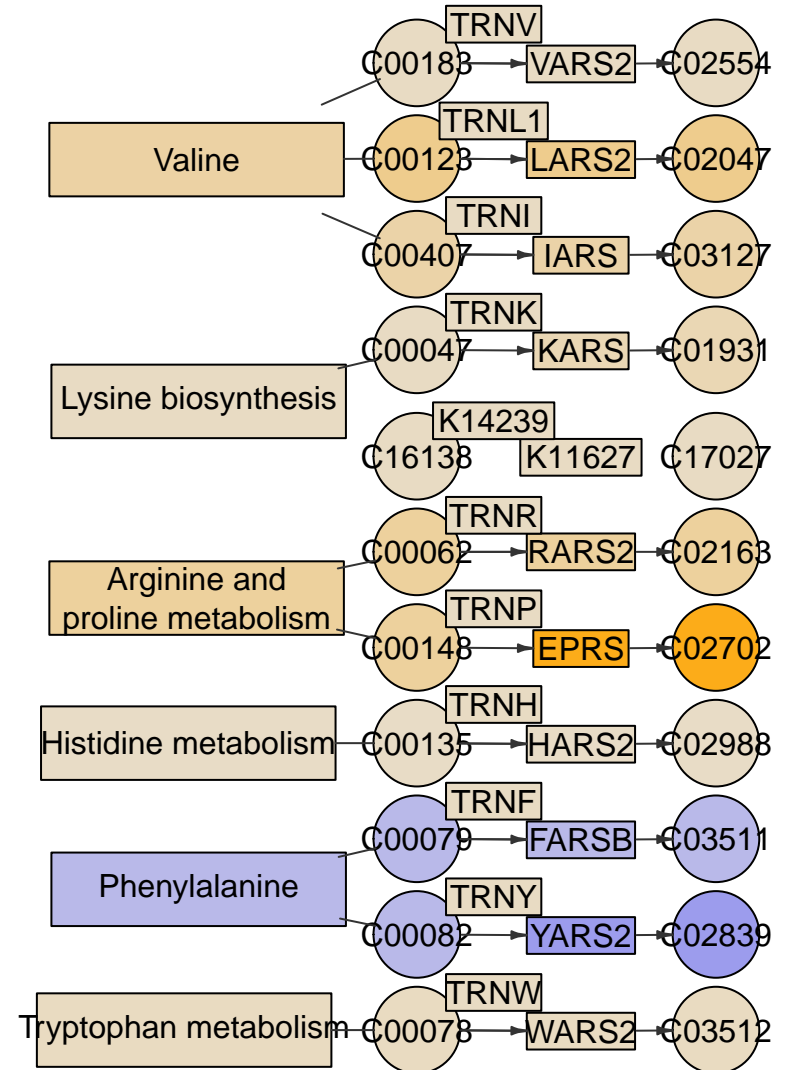 TRNV
C00183
VARS2
C02554
TRNL1
Valine
C00123
LARS2
C02047
TRNI
C00407
IARS
C03127
TRNK
C00047
KARS
C01931
Lysine biosynthesis
K14239
C16138
K11627
C17027
TRNR
C00062
RARS2
C02163
Arginine and
proline metabolism
TRNP
C00148
EPRS
C02702
TRNH
Histidine metabolism
C00135
HARS2
C02988
TRNF
C00079
FARSB
C03511
Phenylalanine
TRNY
C00082
YARS2
C02839
TRNW
Tryptophan metabolism
C00078
WARS2
C03512